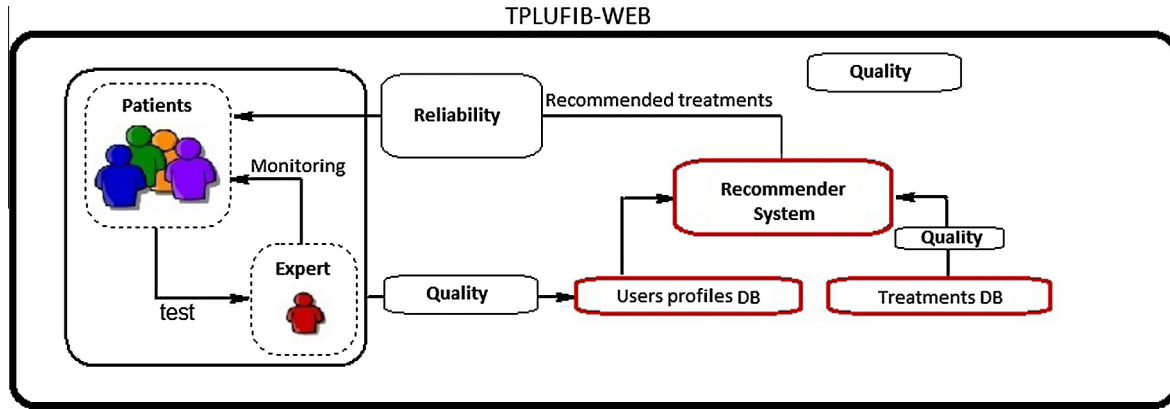 TPLUFIB-WEB
Quality
Patients
Reliability
Recommended treatments
Monitoring
Recommender
System
Quality
Expert
Quality
Users profiles DB
Treatments DB
test